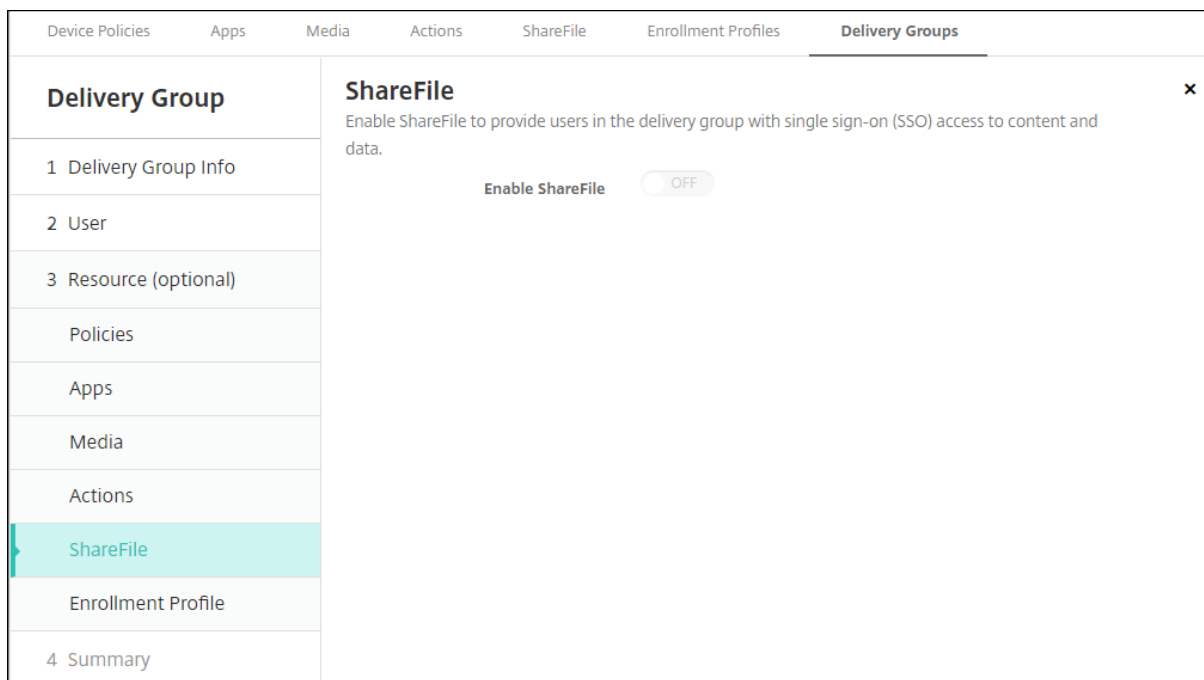 Device Policies Apps Media Actions ShareFile Enrollment Profiles Delivery Groups
Delivery Group
1 Delivery Group Info
2 User
3 Resource (optional)
Policies
Apps
Media
Actions
ShareFile
Enrollment Profile
4 Summary
ShareFile
×
Enable ShareFile to provide users in the delivery group with single sign-on (SSO) access to content and
data.
Enable ShareFile OFF